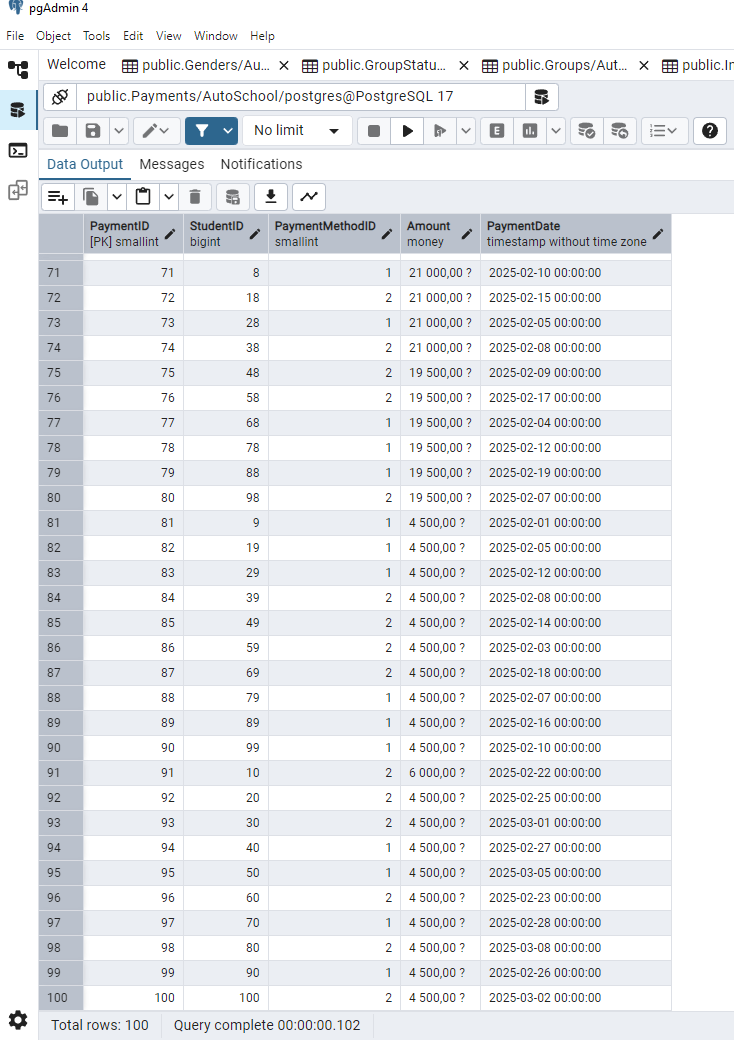 pgAdmin 4
File Object Tools Edit View Window Help
Welcome public.Genders/Au... public.GroupStatu... public.Groups/Aut... public.In
public.Payments/AutoSchool/postgres@PostgreSQL 17
No limit E
Data Output Messages Notifications
PaymentID StudentID PaymentMethodID Amount PaymentDate
[PK] smallint bigint smallint money timestamp without time zone
71 71 8 1 21 000,00 ? 2025-02-10 00:00:00
72 72 18 2 21 000,00 ? 2025-02-15 00:00:00
73 73 28 1 21 000,00 ? 2025-02-05 00:00:00
74 74 38 2 21 000,00 ? 2025-02-08 00:00:00
75 75 48 2 19 500,00 ? 2025-02-09 00:00:00
76 76 58 2 19 500,00 ? 2025-02-17 00:00:00
77 77 68 1 19 500,00 ? 2025-02-04 00:00:00
78 78 78 1 19 500,00 ? 2025-02-12 00:00:00
79 79 88 1 19 500,00 ? 2025-02-19 00:00:00
80 80 98 2 19 500,00 ? 2025-02-07 00:00:00
81 81 9 1 4 500,00 ? 2025-02-01 00:00:00
82 82 19 1 4 500,00 ? 2025-02-05 00:00:00
83 83 29 1 4 500,00 ? 2025-02-12 00:00:00
84 84 39 2 4 500,00 ? 2025-02-08 00:00:00
85 85 49 2 4 500,00 ? 2025-02-14 00:00:00
86 86 59 2 4 500,00 ? 2025-02-03 00:00:00
87 87 69 2 4 500,00 ? 2025-02-18 00:00:00
88 88 79 1 4 500,00 ? 2025-02-07 00:00:00
89 89 89 1 4 500,00 ? 2025-02-16 00:00:00
90 90 99 1 4 500,00 ? 2025-02-10 00:00:00
91 91 10 2 6 000,00 ? 2025-02-22 00:00:00
92 92 20 2 4 500,00 ? 2025-02-25 00:00:00
93 93 30 2 4 500,00 ? 2025-03-01 00:00:00
94 94 40 1 4 500,00 ? 2025-02-27 00:00:00
95 95 50 1 4 500,00 ? 2025-03-05 00:00:00
96 96 60 2 4 500,00 ? 2025-02-23 00:00:00
97 97 70 1 4 500,00 ? 2025-02-28 00:00:00
98 98 80 2 4 500,00 ? 2025-03-08 00:00:00
99 99 90 1 4 500,00 ? 2025-02-26 00:00:00
100 100 100 2 4 500,00 ? 2025-03-02 00:00:00
Total rows: 100 Query complete 00:00:00.102